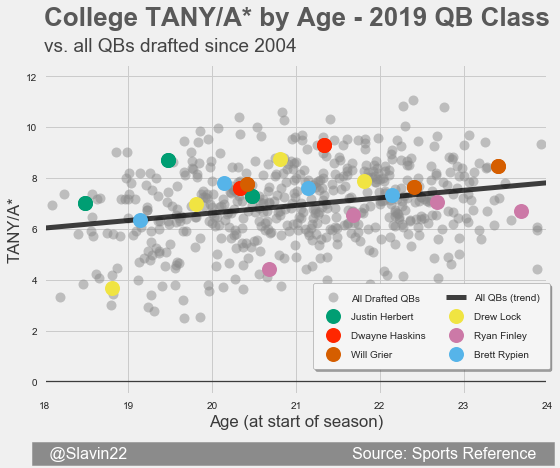 College TANY/A* by Age - 2019 QB Class
vs. all QBs drafted since 2004
12
10
8
6
4
2
0
TANY/A*
All Drafted QBs
All QBs (trend)
Justin Herbert
Drew Lock
Dwayne Haskins
Ryan Finley
Will Grier
Brett Rypien
18 19 20 21 22 23 24
Age (at start of season)
@Slavin22 Source: Sports Reference